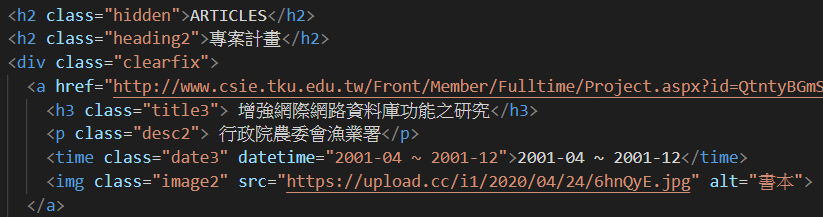 <h2 class="hidden">ARTICLES</h2>
<h2 class="heading2">專案計畫</h2>
<div class="clearfix">
<a href="http://www.csie.tku.edu.tw/Front/Member/Fulltime/Project.aspx?id=QtntyBGmS
<h3 class="title3"> 增強網際網路資料庫功能之研究</h3>
<p class="desc2"> 行政院農委會漁業署</p>
<time class="date3" datetime="2001-04 ~ 2001-12">2001-04 ~ 2001-12</time>
<img class="image2" src="https://upload.cc/i1/2020/04/24/6hnQyE.jpg" alt="書本">
</a>